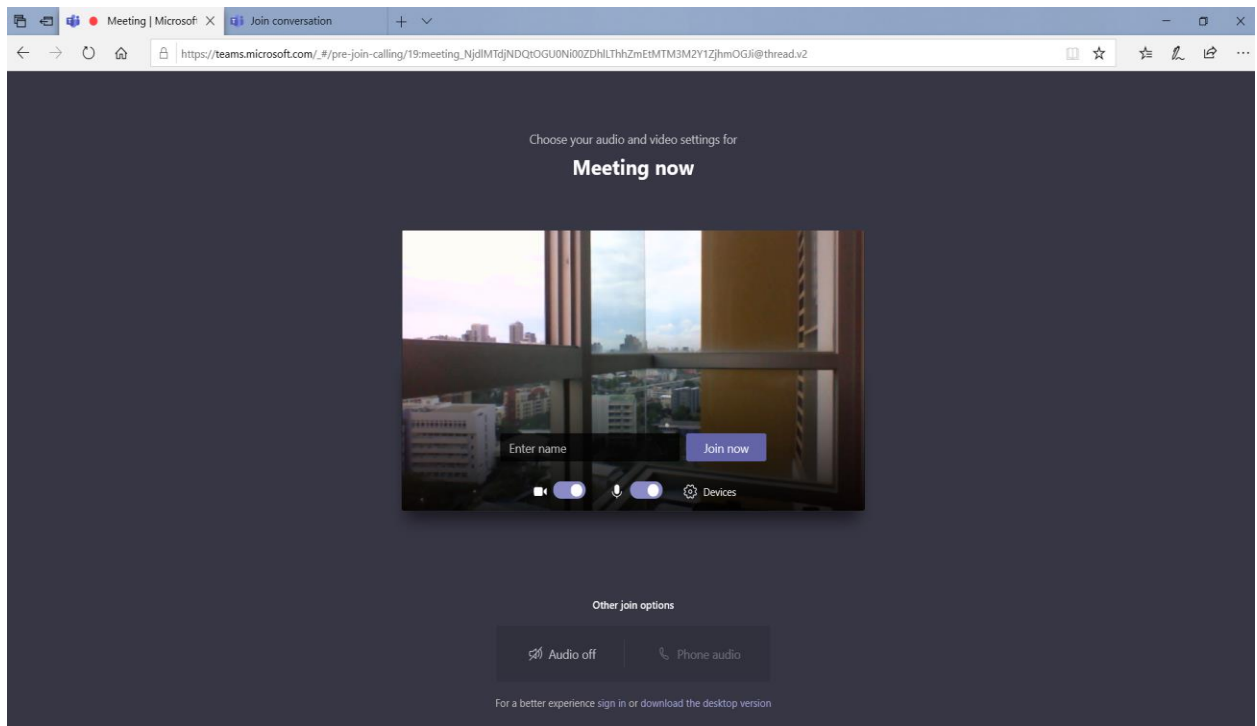 Meeting | Microsof
Join conversation
https://teams.microsoft.com/_#/pre-join-calling/19:meeting_NjdlMTdjNDQtOGU0Ni00ZDhlLThhZmEtMTM3M2Y1ZjhmOGJi@thread.v2
Choose your audio and video settings for
Meeting now
Enter name
Join now
Devices
Other join options
Audio off
Phone audio
For a better experience sign in or download the desktop version